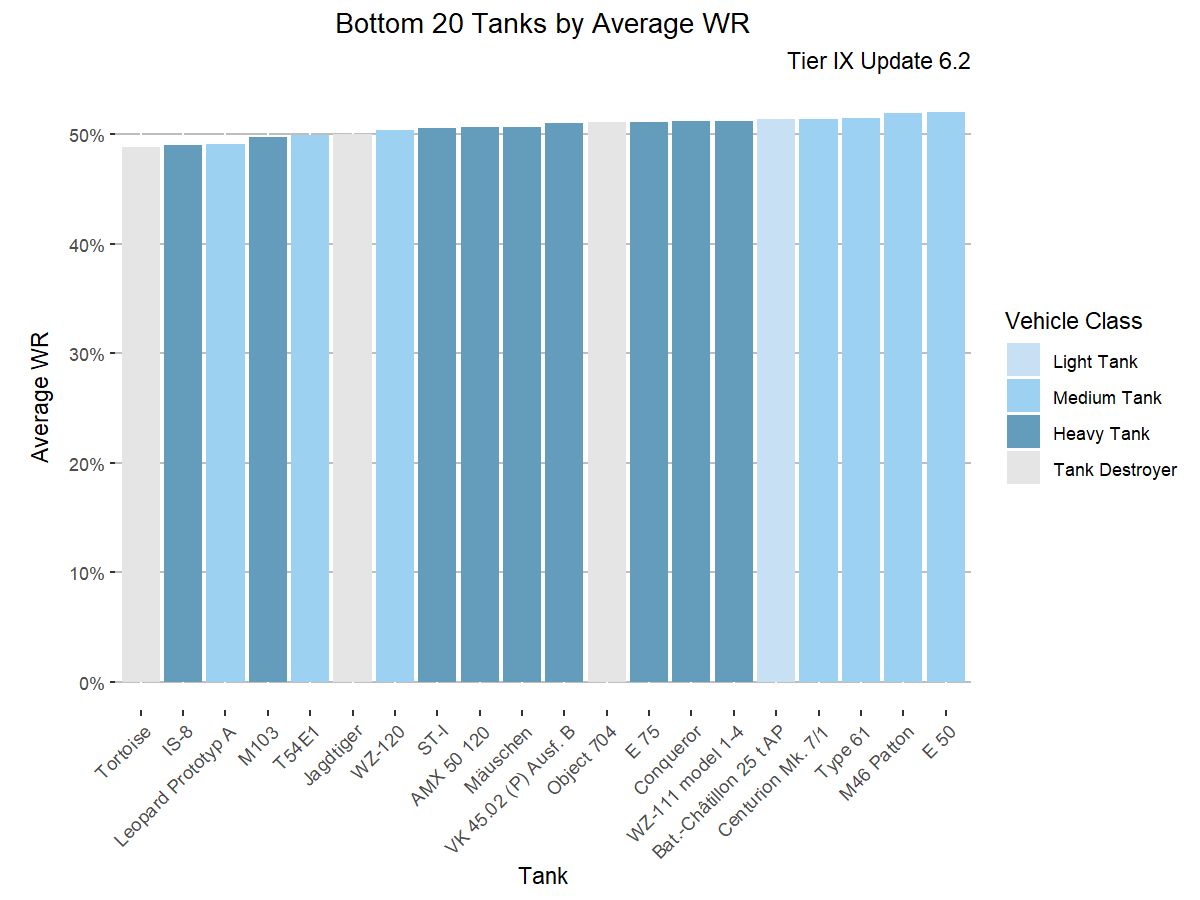 Bottom 20 Tanks by Average WR
Tier IX Update 6.2
Average WR
50%
40%
30%
20%
10%
0%
Tortoise
IS-8
Leopard Prototyp A
M103
T54E1
Jagdtiger
WZ-120
ST-I
AMX 50 120
Mäuschen
VK 45.02 (P) Ausf. B
Object 704
E 75
Conqueror
WZ-111 model 1-4
Bat.-Châtillon 25 t AP
Centurion Mk. 7/1
Type 61
M46 Patton
E 50
Tank
Vehicle Class
Light Tank
Medium Tank
Heavy Tank
Tank Destroyer